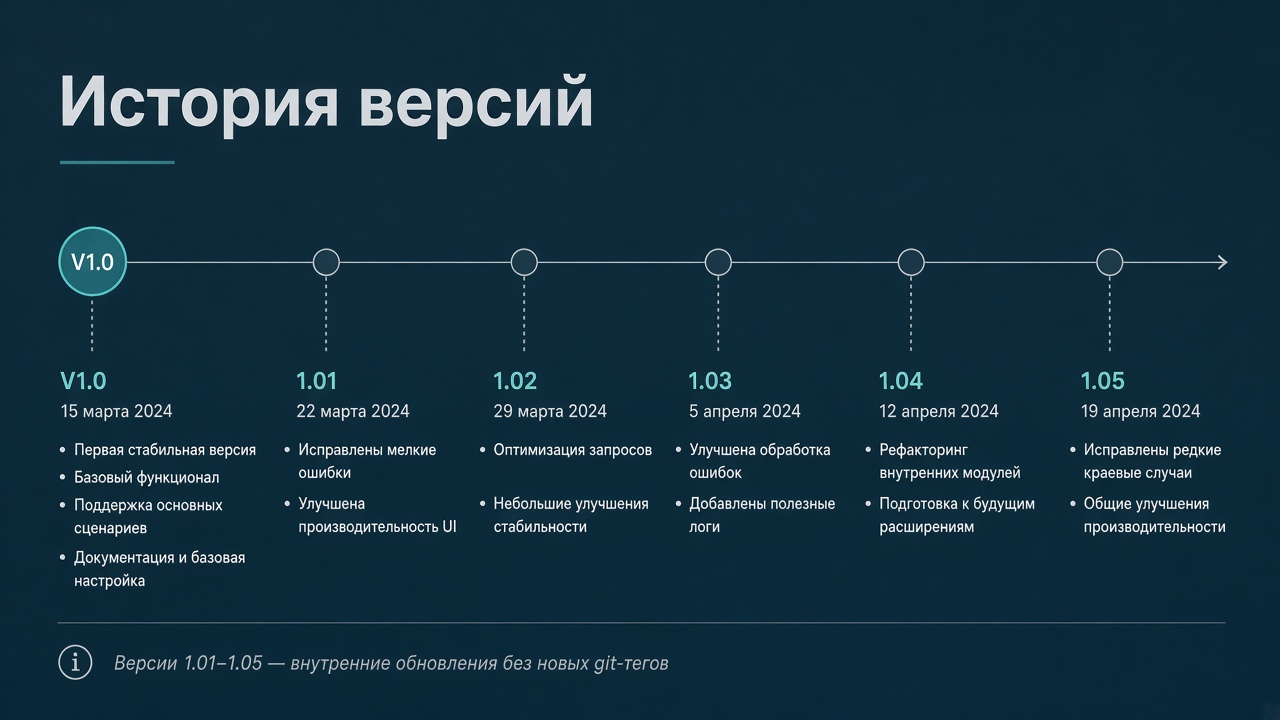 История версий
V1.0
V1.0
15 марта 2024
• Первая стабильная версия
• Базовый функционал
• Поддержка основных
сценариев
• Документация и базовая
настройка
1.01
22 марта 2024
• Исправлены мелкие
ошибки
• Улучшена
производительность UI
1.02
29 марта 2024
• Оптимизация запросов
• Небольшие улучшения
стабильности
1.03
5 апреля 2024
• Улучшена обработка
ошибок
• Добавлены полезные
логи
1.04
12 апреля 2024
• Рефакторинг
внутренних модулей
• Подготовка к будущим
расширениям
1.05
19 апреля 2024
• Исправлены редкие
краевые случаи
• Общие улучшения
производительности
i
Версии 1.01–1.05 — внутренние обновления без новых git-тегов